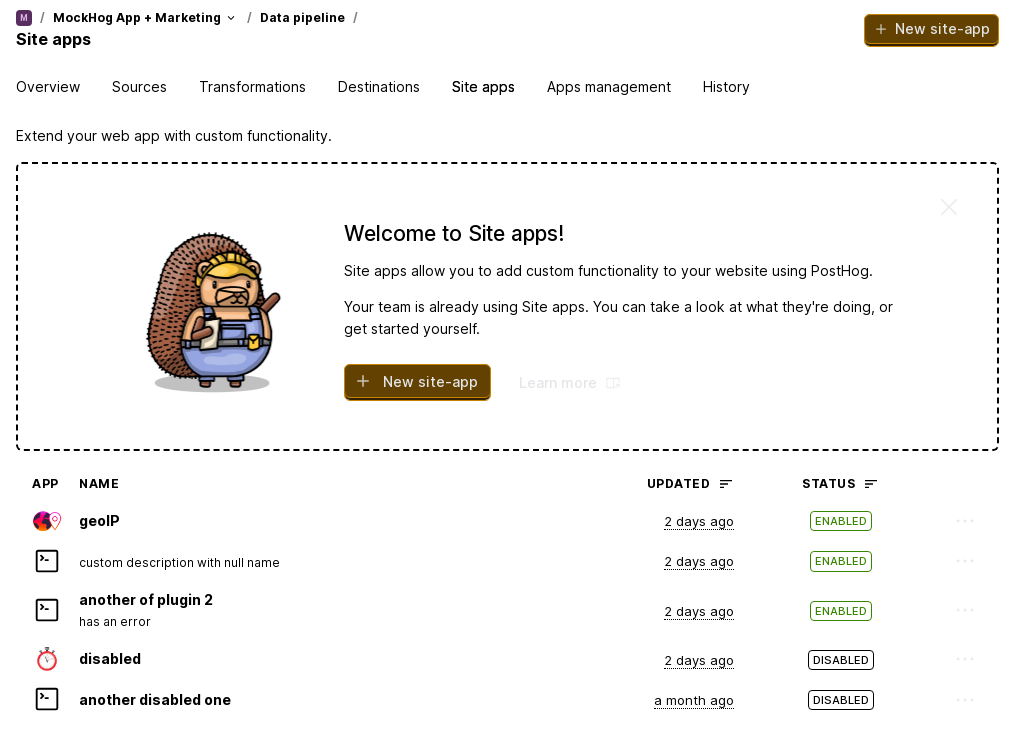 M / MockHog App + Marketing / Data pipeline /
Site apps
New site-app
Overview Sources Transformations Destinations Site apps Apps management History
Extend your web app with custom functionality.
Welcome to Site apps!
Site apps allow you to add custom functionality to your website using PostHog.
Your team is already using Site apps. You can take a look at what they're doing, or
get started yourself.
New site-app Learn more
APP NAME UPDATED STATUS
geoIP 2 days ago ENABLED
custom description with null name 2 days ago ENABLED
another of plugin 2
has an error
2 days ago ENABLED
disabled 2 days ago DISABLED
another disabled one a month ago DISABLED